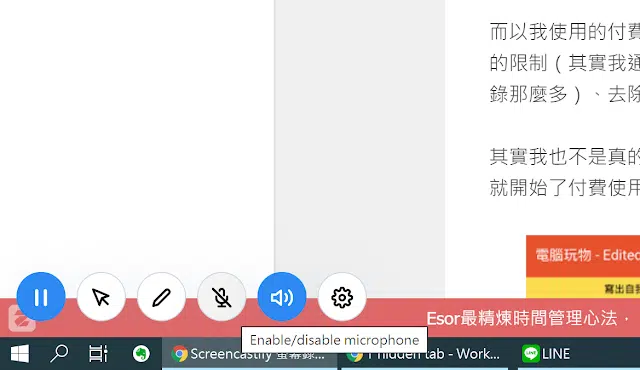 而以我使用的付費
的限制（其實我通
錄那麼多）、去除
其實我也不是真的
就開始了付費使用
電腦玩物 - Edited
寫出自我
Esor最精煉時間管理心法．
Enable/disable microphone
Screencastify 螢幕錄...
1 hidden tab - Work...
LINE
LINE